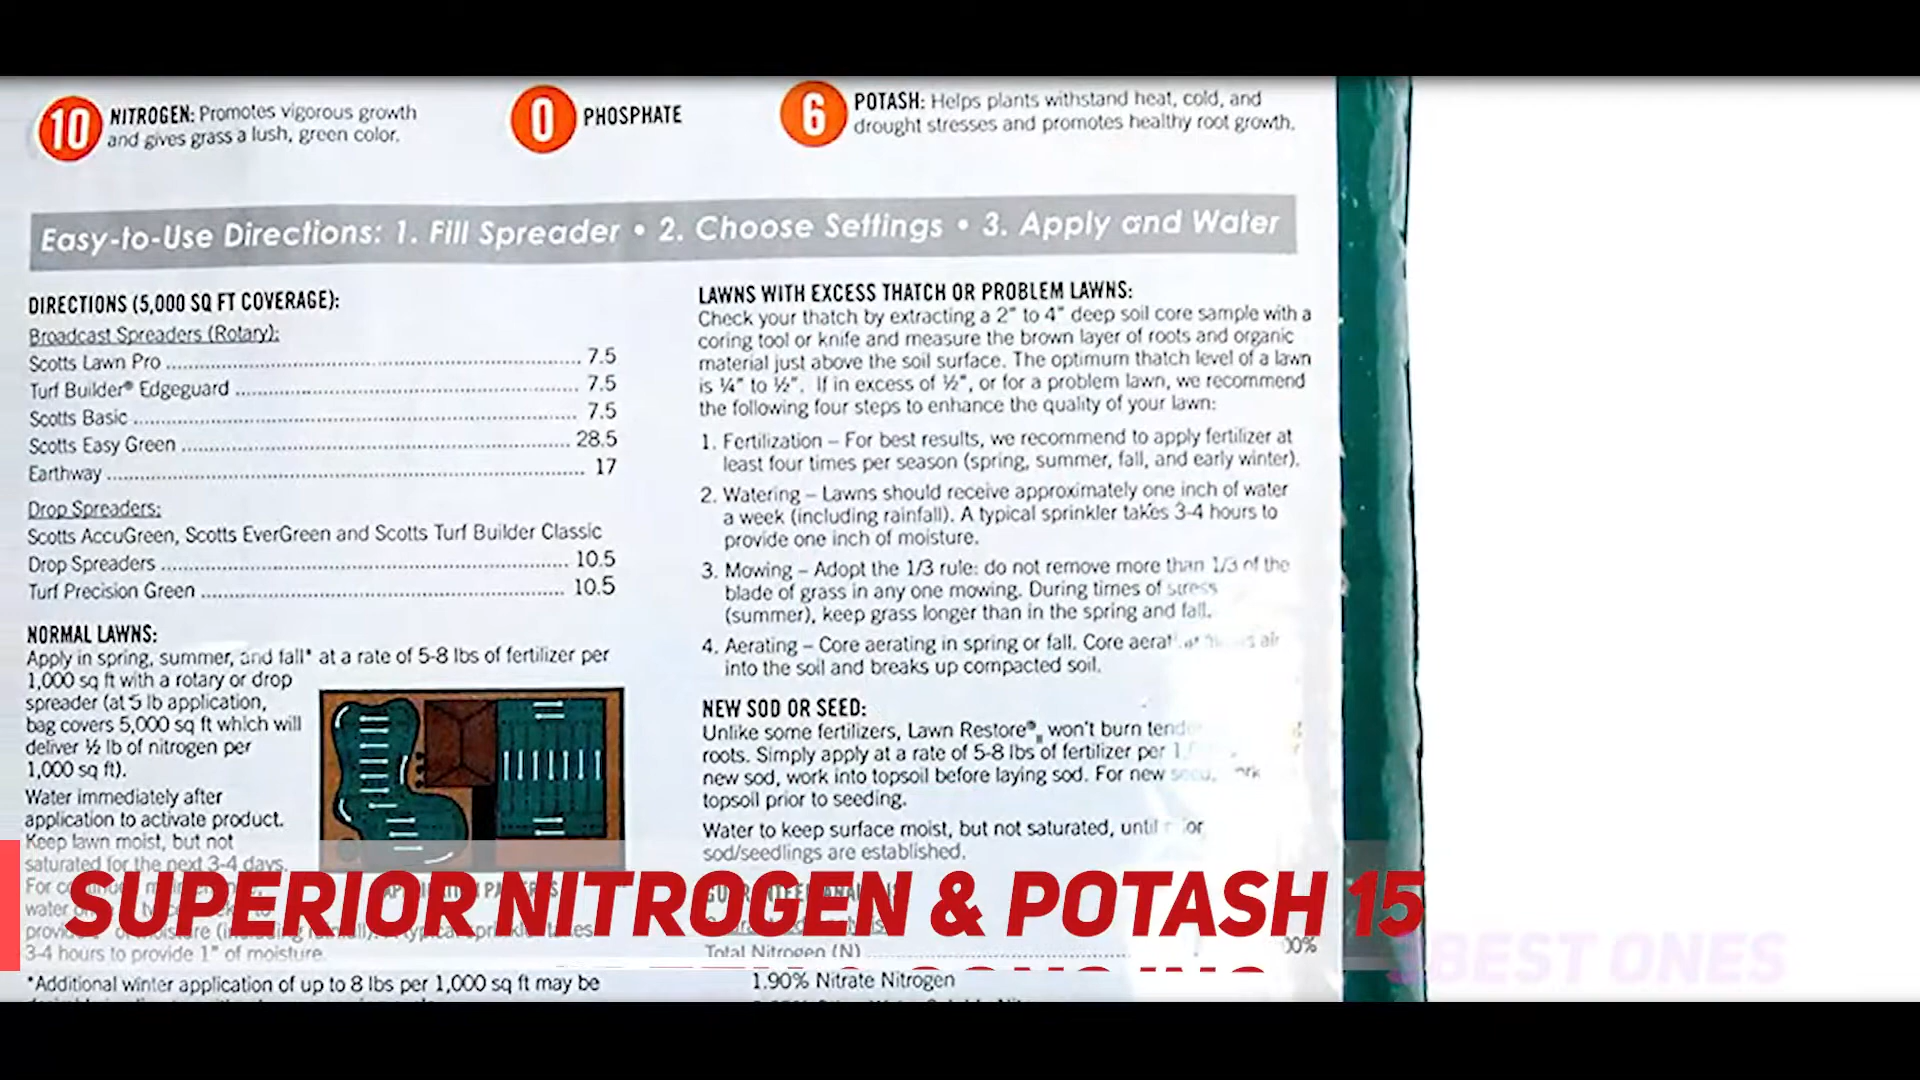 10 NITROGEN: Promotes vigorous growth
and gives grass a lush, green color.
0 PHOSPHATE
6 POTASH: Helps plants withstand heat, cold, and
drought stresses and promotes healthy root growth.
Easy-to-Use Directions: 1. Fill Spreader • 2. Choose Settings • 3. Apply and Water
DIRECTIONS (5,000 SQ FT COVERAGE):
Broadcast Spreaders (Rotary):
Scotts Lawn Pro 7.5
Turf Builder® Edgeguard 7.5
Scotts Basic 7.5
Scotts Easy Green 28.5
Earthway 17
Drop Spreaders:
Scotts AccuGreen, Scotts EverGreen and Scotts Turf Builder Classic
Drop Spreaders 10.5
Turf Precision Green 10.5
NORMAL LAWNS:
Apply in spring, summer, and fall* at a rate of 5-8 lbs of fertilizer per
1,000 sq ft with a rotary or drop
spreader (at 5 lb application,
bag covers 5,000 sq ft which will
deliver ½ lb of nitrogen per
1,000 sq ft).
Water immediately after
application to activate product.
Keep lawn moist, but not
saturated for the next 3-4 days.
For
water
3-4 hours to provide 1" of moisture.
*Additional winter application of up to 8 lbs per 1,000 sq ft may be
LAWNS WITH EXCESS THATCH OR PROBLEM LAWNS:
Check your thatch by extracting a 2" to 4" deep soil core sample with a
coring tool or knife and measure the brown layer of roots and organic
material just above the soil surface. The optimum thatch level of a lawn
is ¼" to ½". If in excess of ½", or for a problem lawn, we recommend
the following four steps to enhance the quality of your lawn:
1. Fertilization – For best results, we recommend to apply fertilizer at
least four times per season (spring, summer, fall, and early winter).
2. Watering – Lawns should receive approximately one inch of water
a week (including rainfall). A typical sprinkler takes 3-4 hours to
provide one inch of moisture.
3. Mowing – Adopt the 1/3 rule: do not remove more than 1/3 of the
blade of grass in any one mowing. During times of stress
(summer), keep grass longer than in the spring and fall.
4. Aerating – Core aerating in spring or fall. Core air
into the soil and breaks up compacted soil.
NEW SOD OR SEED:
Unlike some fertilizers, Lawn Restore® won't burn
roots. Simply apply at a rate of 5-8 lbs of fertilizer per
new sod, work into topsoil before laying sod. For new
topsoil prior to seeding.
Water to keep surface moist, but not saturated, until
sod/seedlings are established.
Total Nitrogen (N)
1.90% Nitrate Nitrogen
SUPERIOR NITROGEN & POTASH 15
BEST ONES